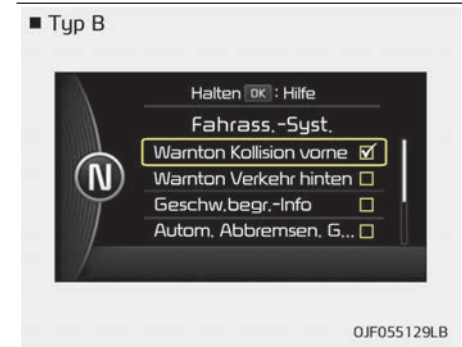 ■ Typ B
Halten OK : Hilfe
Fahrass.-Syst.
Warnton Kollision vorne
Warnton Verkehr hinten
N
Geschw.begr.-Info
Autom. Abbremsen, G...
OJF055129LB